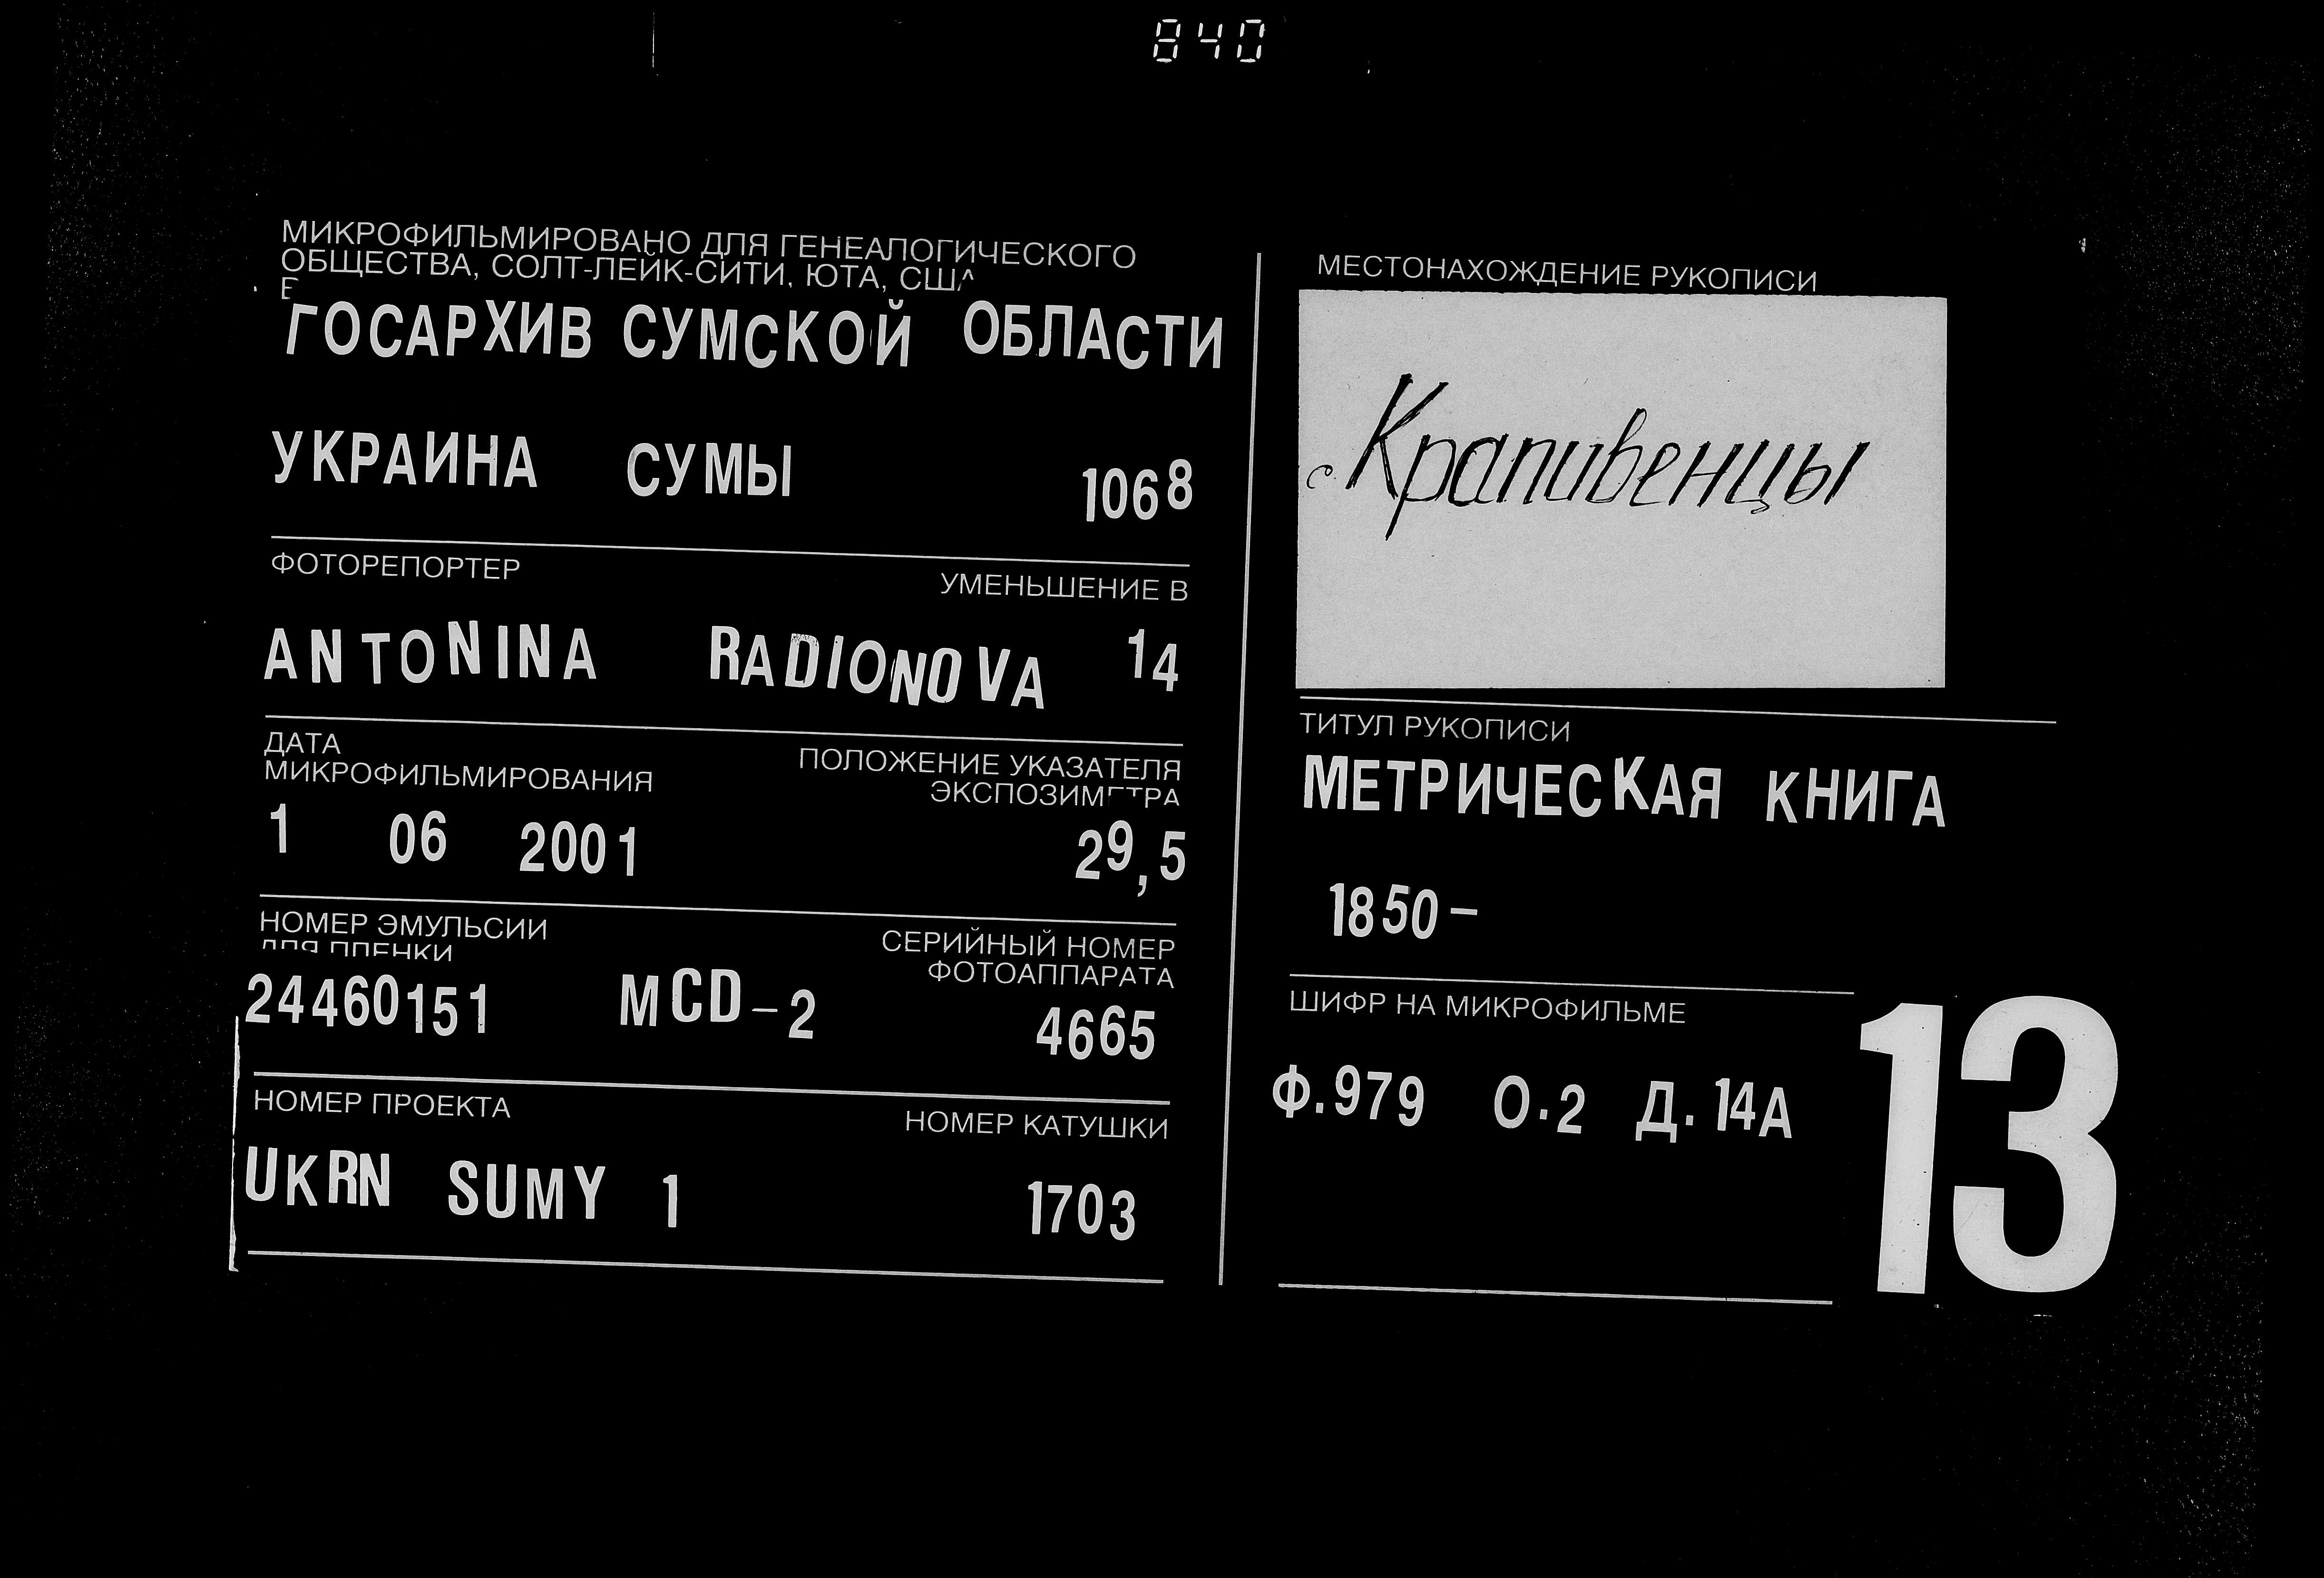 840
МИКРОФИЛЬМИРОВАНО ДЛЯ ГЕНЕАЛОГИЧЕСКОГО
ОБЩЕСТВА, СОЛТ-ЛЕЙК-СИТИ, ЮТА, США
ГОСАРХИВ СУМСКОЙ ОБЛАСТИ
УКРАИНА СУМЫ 1068
ФОТОРЕПОРТЕР УМЕНЬШЕНИЕ В
ANTONINA RADIONOVA 14
ДАТА
МИКРОФИЛЬМИРОВАНИЯ
ПОЛОЖЕНИЕ УКАЗАТЕЛЯ
ЭКСПОЗИМЕТРА
1 06 2001 29,5
НОМЕР ЭМУЛЬСИИ
ДЛЯ ПЛЕНКИ
СЕРИЙНЫЙ НОМЕР
ФОТОАППАРАТА
24460151 MCD-2 4665
НОМЕР ПРОЕКТА НОМЕР КАТУШКИ
UKRN SUMY 1 1703
МЕСТОНАХОЖДЕНИЕ РУКОПИСИ
с. Крапивенцы
ТИТУЛ РУКОПИСИ
МЕТРИЧЕСКАЯ КНИГА
1850-
ШИФР НА МИКРОФИЛЬМЕ
Ф.979 О.2 Д.14А
13